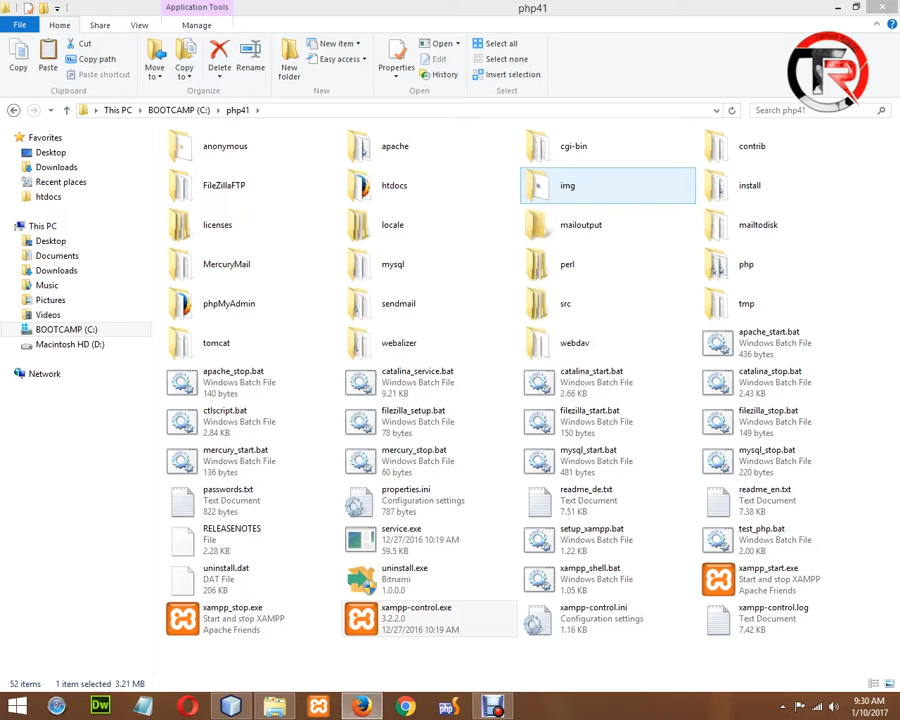 Application Tools
php41
File
Home
Share
View
Manage
Copy
Paste
Cut
Copy path
Paste shortcut
Clipboard
Move to
Copy to
Delete
Rename
Organize
New folder
New item
Easy access
New
Properties
Open
Edit
History
Open
Select all
Select none
Invert selection
Select
TR
This PC
BOOTCAMP (C:)
php41
Search php41
Favorites
Desktop
Downloads
Recent places
htdocs
This PC
Desktop
Documents
Downloads
Music
Pictures
Videos
BOOTCAMP (C:)
Macintosh HD (D:)
Network
anonymous
apache
cgi-bin
contrib
FileZillaFTP
htdocs
img
install
licenses
locale
mailoutput
mailtodisk
MercuryMail
mysql
perl
php
phpMyAdmin
sendmail
src
tmp
tomcat
webalizer
webdav
apache_start.bat
Windows Batch File
436 bytes
apache_stop.bat
Windows Batch File
140 bytes
catalina_service.bat
Windows Batch File
9.21 KB
catalina_start.bat
Windows Batch File
2.66 KB
catalina_stop.bat
Windows Batch File
2.43 KB
ctlscript.bat
Windows Batch File
2.84 KB
filezilla_setup.bat
Windows Batch File
78 bytes
filezilla_start.bat
Windows Batch File
150 bytes
filezilla_stop.bat
Windows Batch File
149 bytes
mercury_start.bat
Windows Batch File
136 bytes
mercury_stop.bat
Windows Batch File
60 bytes
mysql_start.bat
Windows Batch File
481 bytes
mysql_stop.bat
Windows Batch File
220 bytes
passwords.txt
Text Document
822 bytes
properties.ini
Configuration settings
787 bytes
readme_de.txt
Text Document
7.51 KB
readme_en.txt
Text Document
7.38 KB
RELEASENOTES
File
2.28 KB
service.exe
12/27/2016 10:19 AM
59.5 KB
setup_xampp.bat
Windows Batch File
1.22 KB
test_php.bat
Windows Batch File
2.00 KB
uninstall.dat
DAT File
206 KB
uninstall.exe
Bitnami
1.0.0.0
xampp_shell.bat
Windows Batch File
1.05 KB
xampp_start.exe
Start and stop XAMPP
Apache Friends
xampp_stop.exe
Start and stop XAMPP
Apache Friends
xampp-control.exe
3.2.2.0
12/27/2016 10:19 AM
xampp-control.ini
Configuration settings
1.16 KB
xampp-control.log
Text Document
7.42 KB
52 items
1 item selected 3.21 MB
Dw
php
9:30 AM
1/10/2017